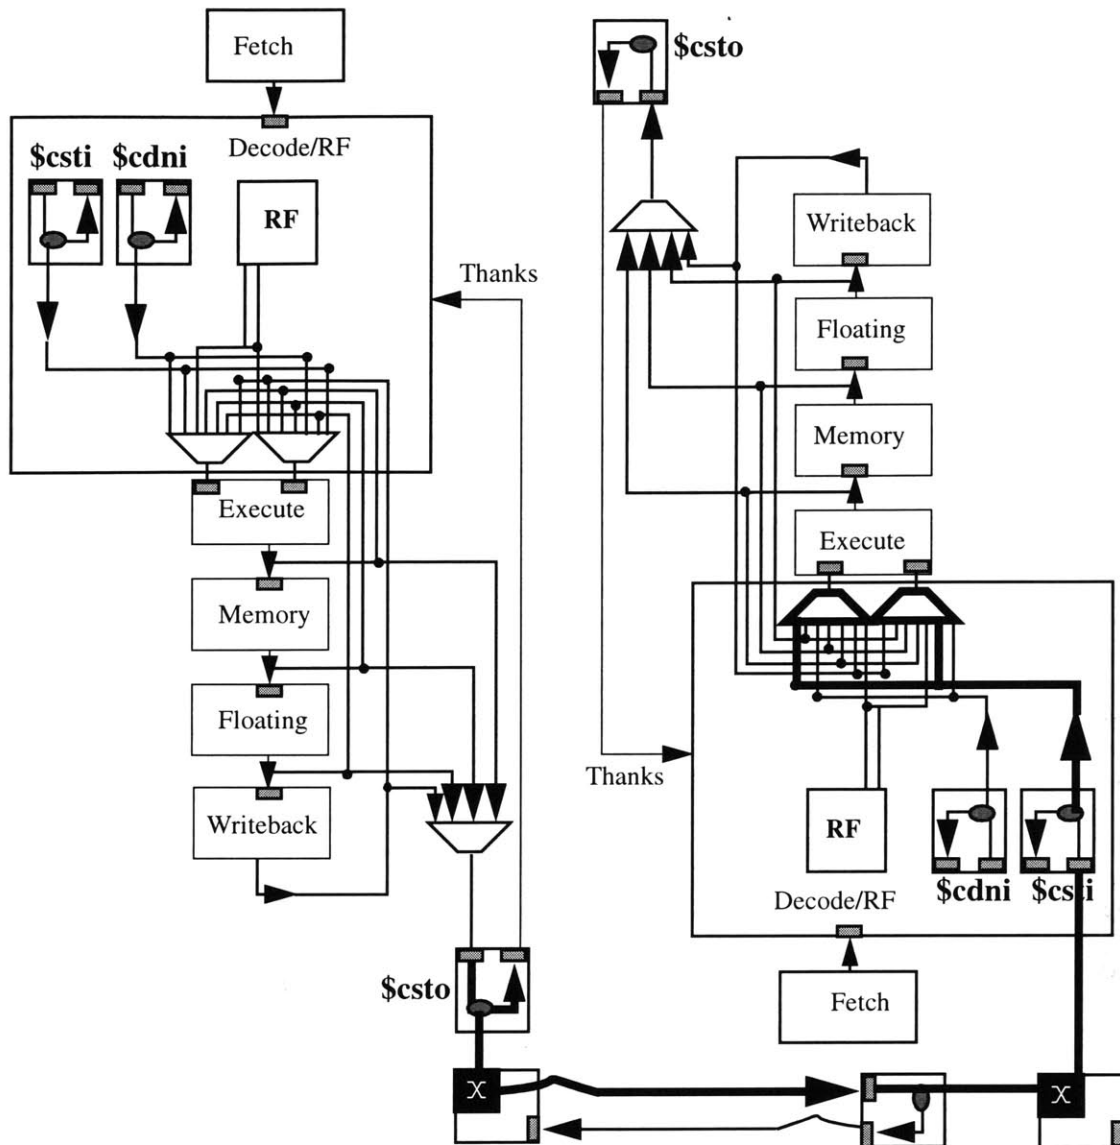 Fetch
Decode/RF
$csti
$cdni
RF
Thanks
Execute
Memory
Floating
Writeback
$csto
$csto
Writeback
Floating
Memory
Execute
Thanks
RF
$cdni
$csti
Decode/RF
Fetch